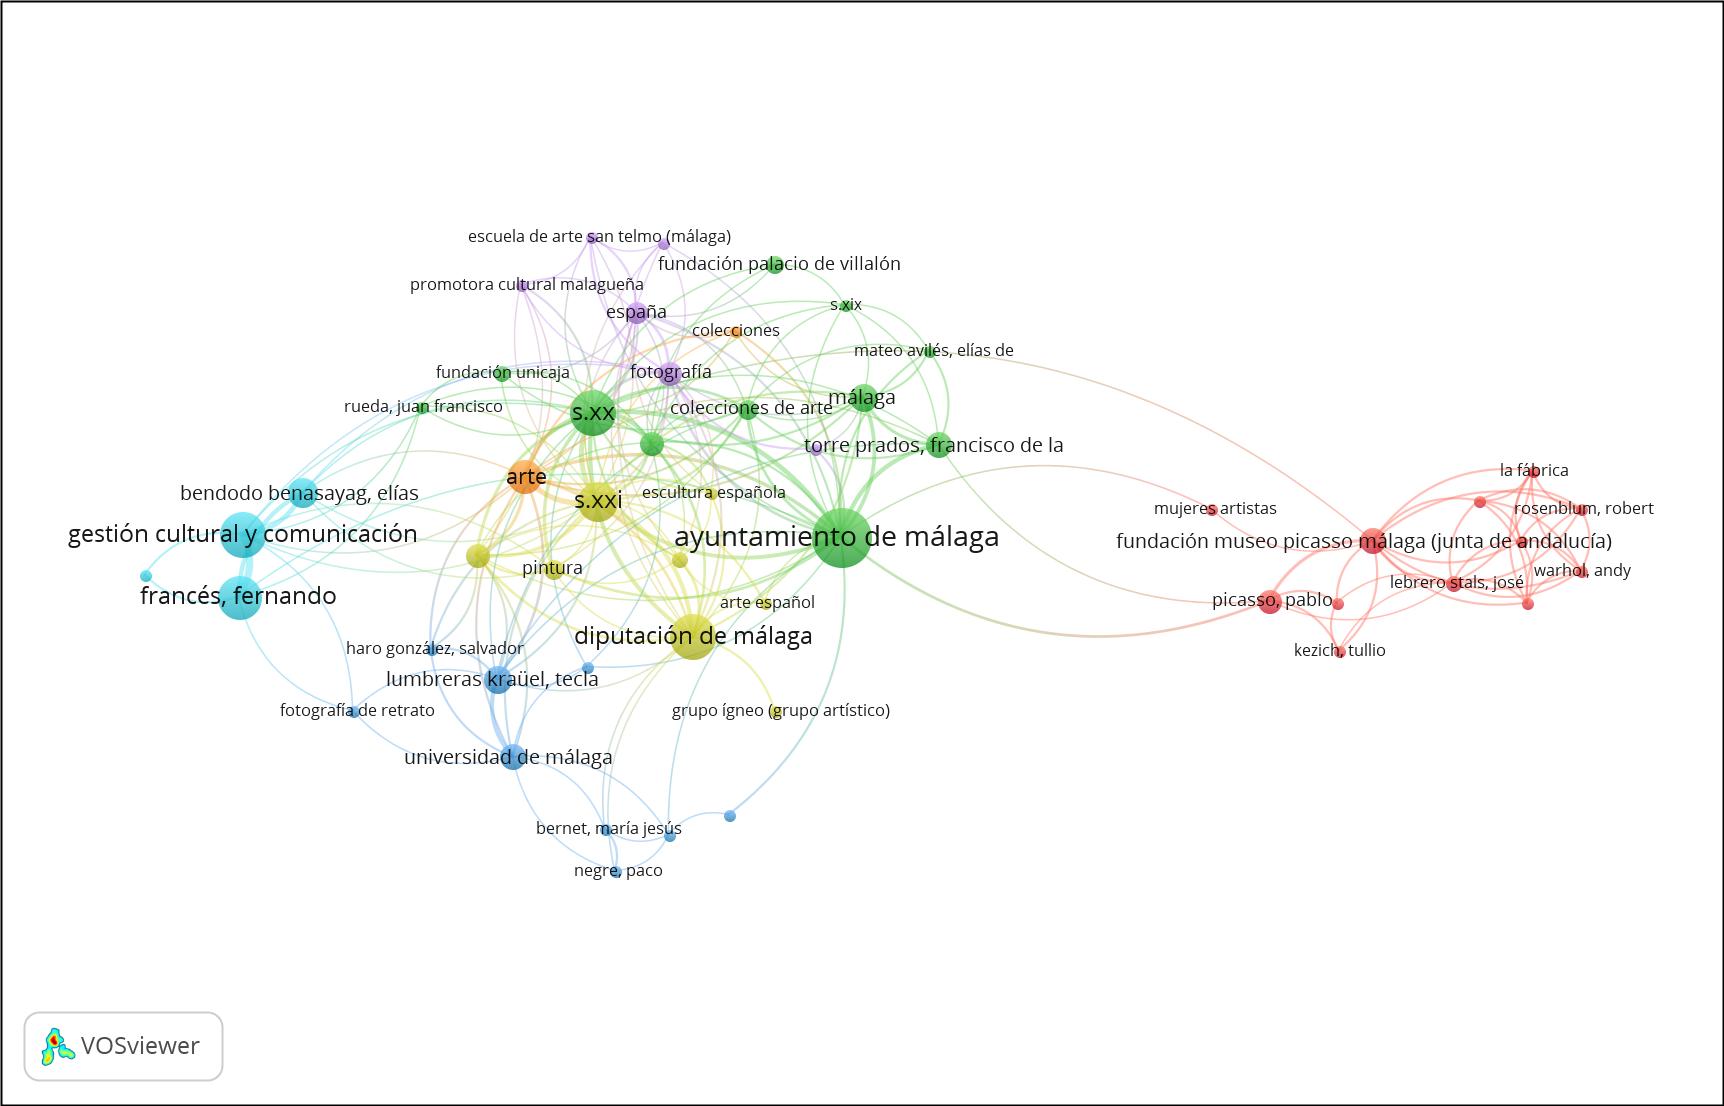 escuela de arte san telmo (málaga)
fundación palacio de villalón
promotora cultural malagueña
s.xix
españa
colecciones
mateo avilés, elías de
fundación unicaja
fotografía
málaga
rueda, juan francisco
s.xx
colecciones de arte
torre prados, francisco de la
la fábrica
arte
bendodo benasayag, elías
s.xxi
escultura española
mujeres artistas
rosenblum, robert
gestión cultural y comunicación
ayuntamiento de málaga
fundación museo picasso málaga (junta de andalucía)
pintura
warhol, andy
lebrero stals, josé
francés, fernando
arte español
picasso, pablo
diputación de málaga
haro gonzález, salvador
kezich, tullio
lumbreras kraüel, tecla
fotografía de retrato
grupo ígneo (grupo artístico)
universidad de málaga
bernet, maría jesús
negre, paco
VOSviewer